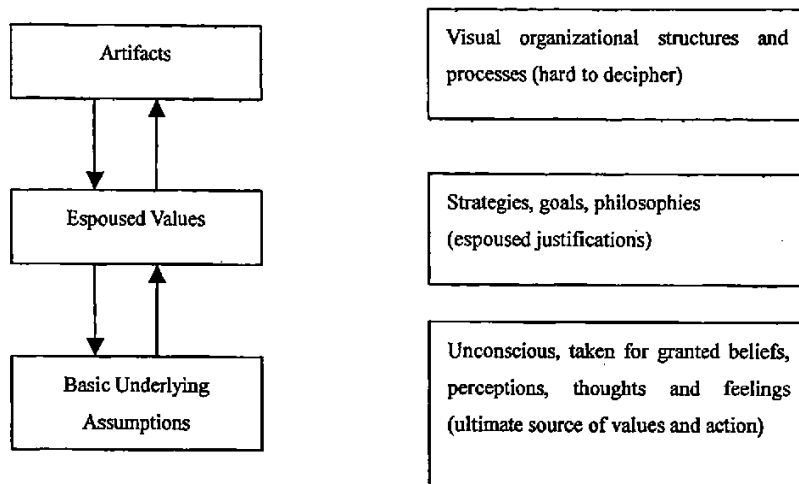 Artifacts
Visual organizational structures and
processes (hard to decipher)
Espoused Values
Strategies, goals, philosophies
(espoused justifications)
Basic Underlying
Assumptions
Unconscious, taken for granted beliefs,
perceptions, thoughts and feelings
(ultimate source of values and action)